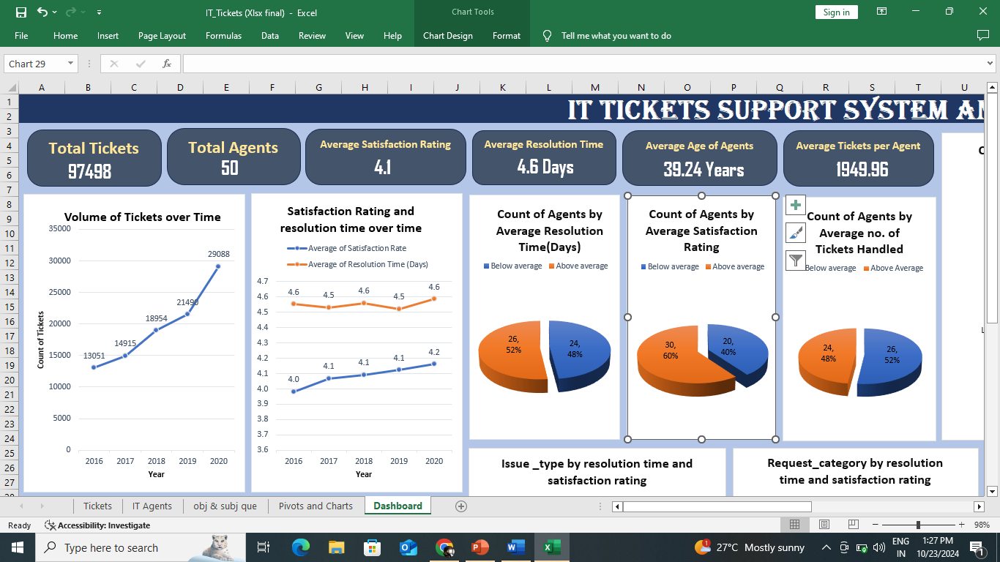 IT_Tickets (Xlsx final) - Excel
Chart Tools
Sign in
File Home Insert Page Layout Formulas Data Review View Help Chart Design Format Tell me what you want to do
Chart 29
fx
A B C D E F G H I J K L M N O P Q R S T U
1
2
3
4
5
6
7
8
9
10
11
12
13
14
15
16
17
18
19
20
21
22
23
24
25
26
27
IT TICKETS SUPPORT SYSTEM AN
Total Tickets
97498
Total Agents
50
Average Satisfaction Rating
4.1
Average Resolution Time
4.6 Days
Average Age of Agents
39.24 Years
Average Tickets per Agent
1949.96
Volume of Tickets over Time
35000
30000
25000
20000
15000
10000
5000
0
Count of Tickets
13051
14915
18954
21490
29088
2016 2017 2018 2019 2020
Year
Satisfaction Rating and
resolution time over time
Average of Satisfaction Rate
Average of Resolution Time (Days)
4.7
4.6
4.5
4.4
4.3
4.2
4.1
4.0
3.9
3.8
3.7
3.6
4.6 4.5 4.6 4.5 4.6
4.0 4.1 4.1 4.1 4.2
2016 2017 2018 2019 2020
Year
Count of Agents by
Average Resolution
Time(Days)
Below average Above average
26,
52%
24,
48%
Count of Agents by
Average Satisfaction
Rating
Below average Above average
30,
60%
20,
40%
Count of Agents by
Average no. of
Tickets Handled
Below average Above Average
24,
48%
26,
52%
Issue _type by resolution time and
satisfaction rating
Request_category by resolution
time and satisfaction rating
Tickets IT Agents obj & subj que Pivots and Charts Dashboard
Ready Accessibility: Investigate
98%
Type here to search
27°C Mostly sunny
ENG
IN
1:27 PM
10/23/2024
1